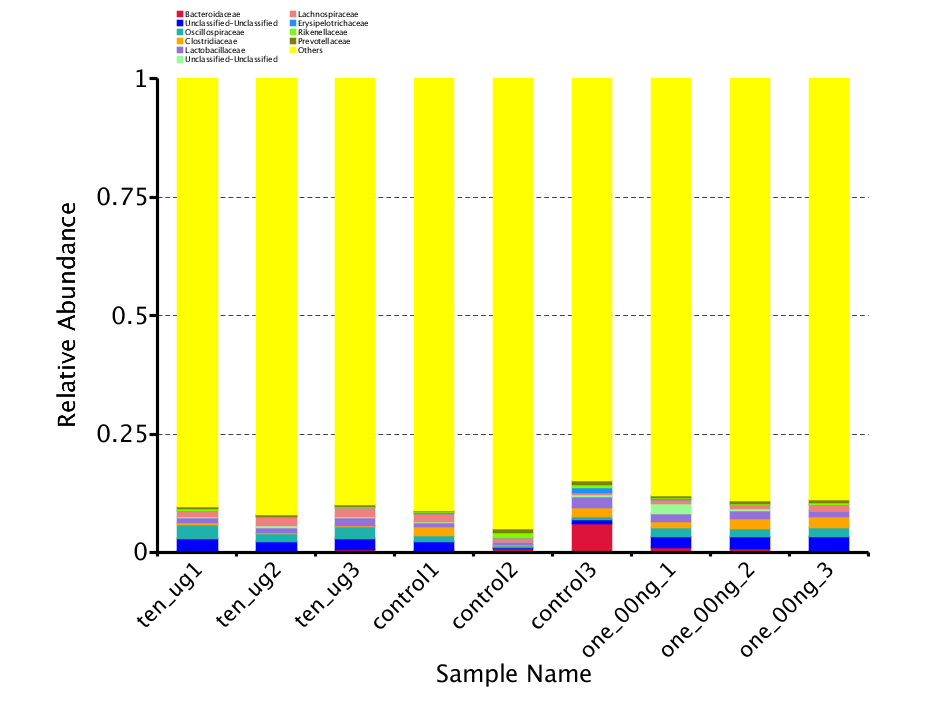 Bacteroidaceae
Unclassified-Unclassified
Oscillospiraceae
Clostridiaceae
Lactobacillaceae
Unclassified-Unclassified
Lachnospiraceae
Erysipelotrichaceae
Rikenellaceae
Prevotellaceae
Others
1
0.75
0.5
0.25
0
Relative Abundance
ten_ug1
ten_ug2
ten_ug3
control1
control2
control3
one_00ng_1
one_00ng_2
one_00ng_3
Sample Name